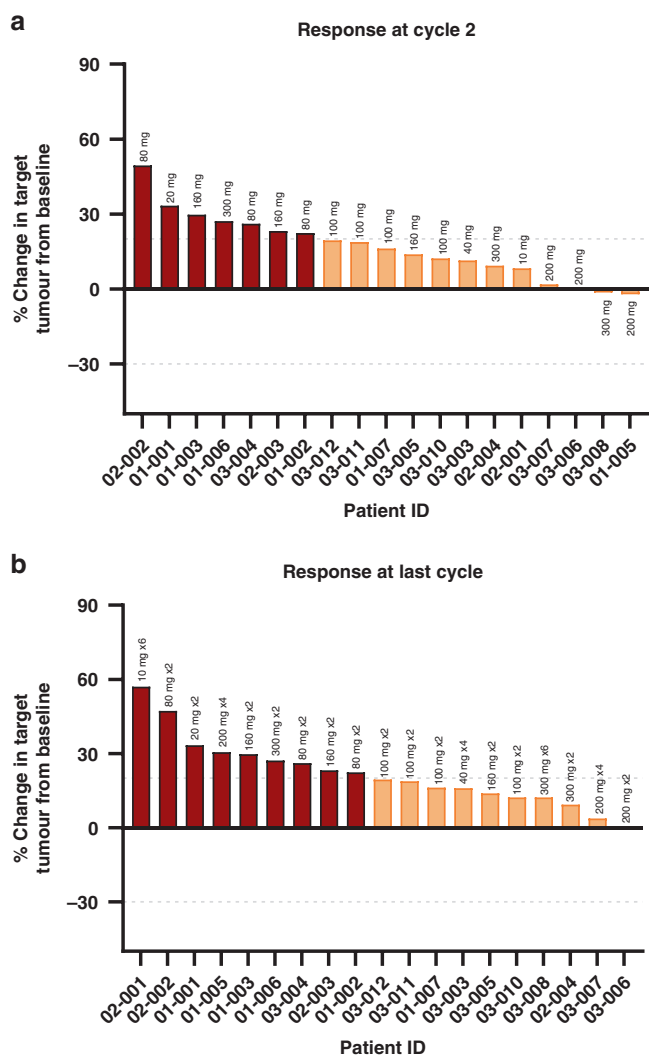 a
Response at cycle 2
% Change in target
tumour from baseline
90
60
30
0
−30
80 mg
20 mg
160 mg
300 mg
80 mg
160 mg
80 mg
100 mg
100 mg
100 mg
160 mg
100 mg
40 mg
300 mg
10 mg
200 mg
200 mg
300 mg
200 mg
02-002
01-001
01-003
01-006
03-004
02-003
01-002
03-012
03-011
01-007
03-005
03-010
03-003
02-004
02-001
03-007
03-006
03-008
01-005
Patient ID
b
Response at last cycle
% Change in target
tumour from baseline
90
60
30
0
−30
10 mg x6
80 mg x2
20 mg x2
200 mg x4
160 mg x2
300 mg x2
80 mg x2
160 mg x2
80 mg x2
100 mg x2
100 mg x2
100 mg x2
40 mg x4
160 mg x2
100 mg x2
300 mg x6
300 mg x2
200 mg x4
200 mg x2
02-001
02-002
01-001
01-005
01-003
01-006
03-004
02-003
01-002
03-012
03-011
01-007
03-003
03-005
03-010
03-008
02-004
03-007
03-006
Patient ID